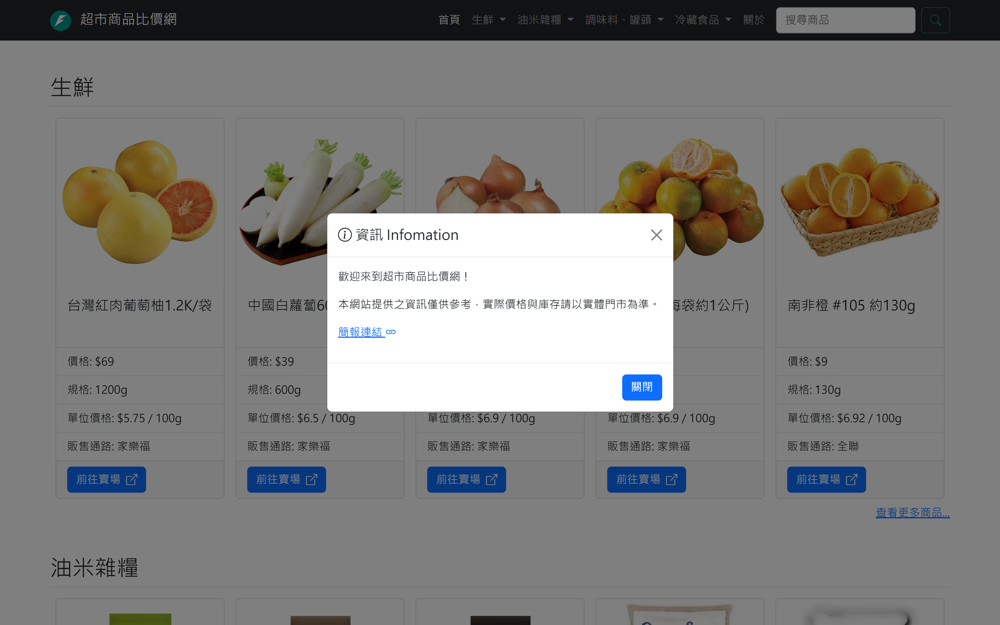 超市商品比價網
首頁 生鮮 油米雜糧 調味料、罐頭 冷藏食品 關於 搜尋商品
生鮮
資訊 Infomation
歡迎來到超市商品比價網！
本網站提供之資訊僅供參考，實際價格與庫存請以實體門市為準。
簡報連結
關閉
台灣紅肉葡萄柚1.2K/袋
價格: $69
規格: 1200g
單位價格: $5.75 / 100g
販售通路: 家樂福
前往賣場
中國白蘿蔔6
價格: $39
規格: 600g
單位價格: $6.5 / 100g
販售通路: 家樂福
前往賣場
單位價格: $6.9 / 100g
販售通路: 家樂福
前往賣場
每袋約1公斤)
單位價格: $6.9 / 100g
販售通路: 家樂福
前往賣場
南非橙 #105 約130g
價格: $9
規格: 130g
單位價格: $6.92 / 100g
販售通路: 全聯
前往賣場
查看更多商品...
油米雜糧